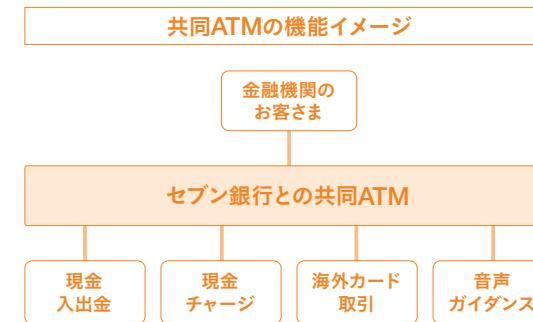 共同ATMの機能イメージ
金融機関の
お客さま
セブン銀行との共同ATM
現金
入出金
現金
チャージ
海外カード
取引
音声
ガイダンス